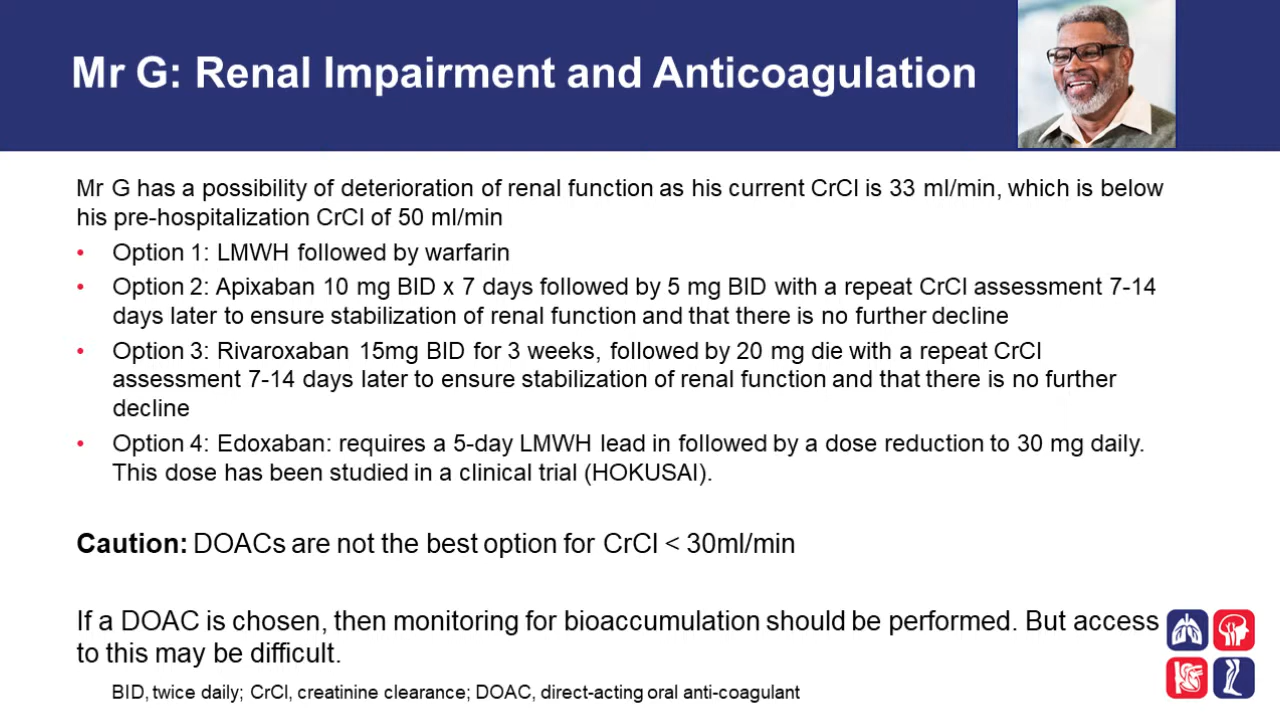 Mr G: Renal Impairment and Anticoagulation
Mr G has a possibility of deterioration of renal function as his current CrCl is 33 ml/min, which is below
his pre-hospitalization CrCl of 50 ml/min
• Option 1: LMWH followed by warfarin
• Option 2: Apixaban 10 mg BID x 7 days followed by 5 mg BID with a repeat CrCl assessment 7-14
days later to ensure stabilization of renal function and that there is no further decline
• Option 3: Rivaroxaban 15mg BID for 3 weeks, followed by 20 mg die with a repeat CrCl
assessment 7-14 days later to ensure stabilization of renal function and that there is no further
decline
• Option 4: Edoxaban: requires a 5-day LMWH lead in followed by a dose reduction to 30 mg daily.
This dose has been studied in a clinical trial (HOKUSAI).
Caution: DOACs are not the best option for CrCl < 30ml/min
If a DOAC is chosen, then monitoring for bioaccumulation should be performed. But access
to this may be difficult.
BID, twice daily; CrCl, creatinine clearance; DOAC, direct-acting oral anti-coagulant